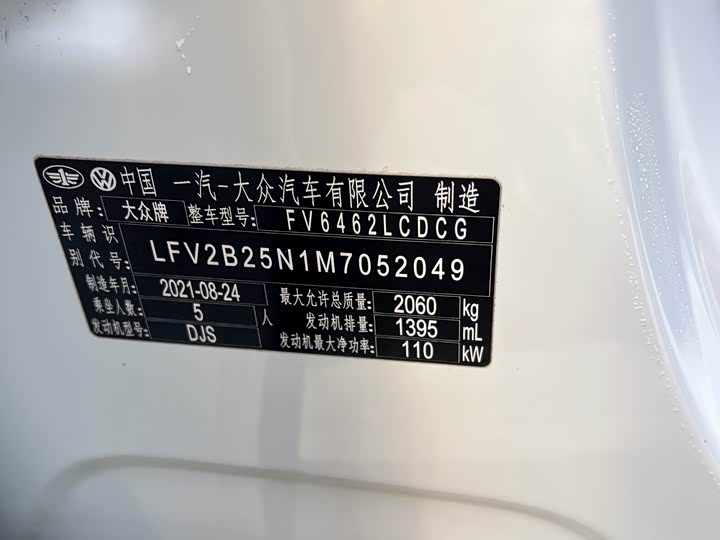 中国 一汽-大众汽车有限公司 制造
品牌: 大众牌 整车型号: FV6462LCDCG
车辆识
别代号: LFV2B25N1M7052049
制造年月: 2021-08-24 最大允许总质量: 2060 kg
乘坐人数: 5 人 发动机排量: 1395 mL
发动机型号: DJS 发动机最大净功率: 110 kW